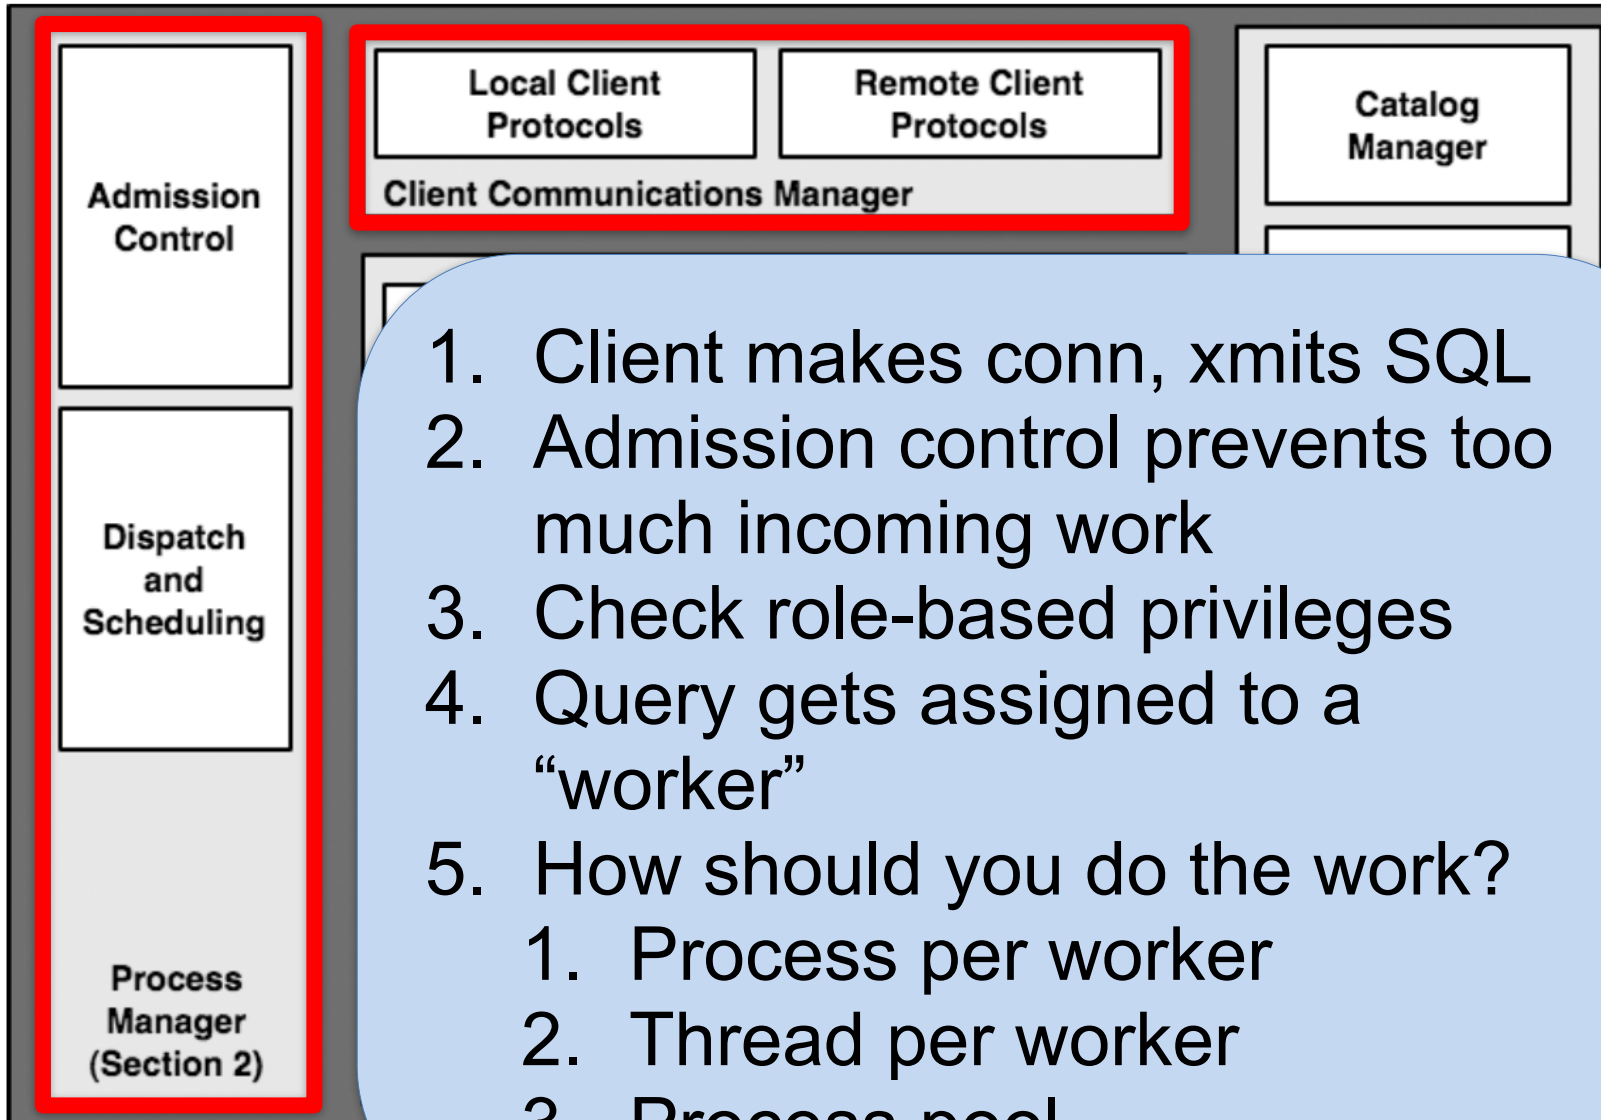 Admission
Control
Dispatch
and
Scheduling
Process
Manager
(Section 2)
Local Client
Protocols
Remote Client
Protocols
Client Communications Manager
Catalog
Manager
1. Client makes conn, xmits SQL
2. Admission control prevents too
much incoming work
3. Check role-based privileges
4. Query gets assigned to a
“worker”
5. How should you do the work?
1. Process per worker
2. Thread per worker
3. Process pool